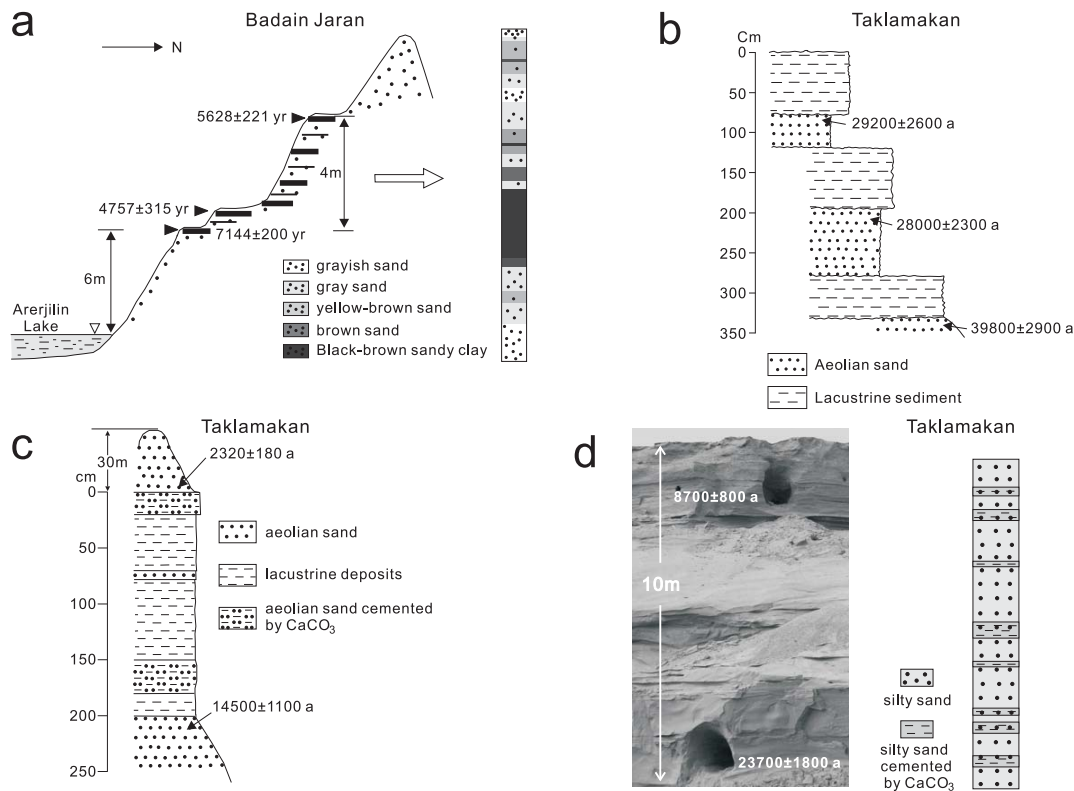 a
Badain Jaran
N
5628±221 yr
4m
4757±315 yr
7144±200 yr
6m
Arerjilin
Lake
grayish sand
gray sand
yellow-brown sand
brown sand
Black-brown sandy clay
b
Taklamakan
Cm
0
50
100
150
200
250
300
350
29200±2600 a
28000±2300 a
39800±2900 a
Aeolian sand
Lacustrine sediment
c
Taklamakan
30m
2320±180 a
cm
0
50
100
150
200
250
14500±1100 a
aeolian sand
lacustrine deposits
aeolian sand cemented
by CaCO₃
d
Taklamakan
8700±800 a
10m
23700±1800 a
silty sand
silty sand
cemented
by CaCO₃